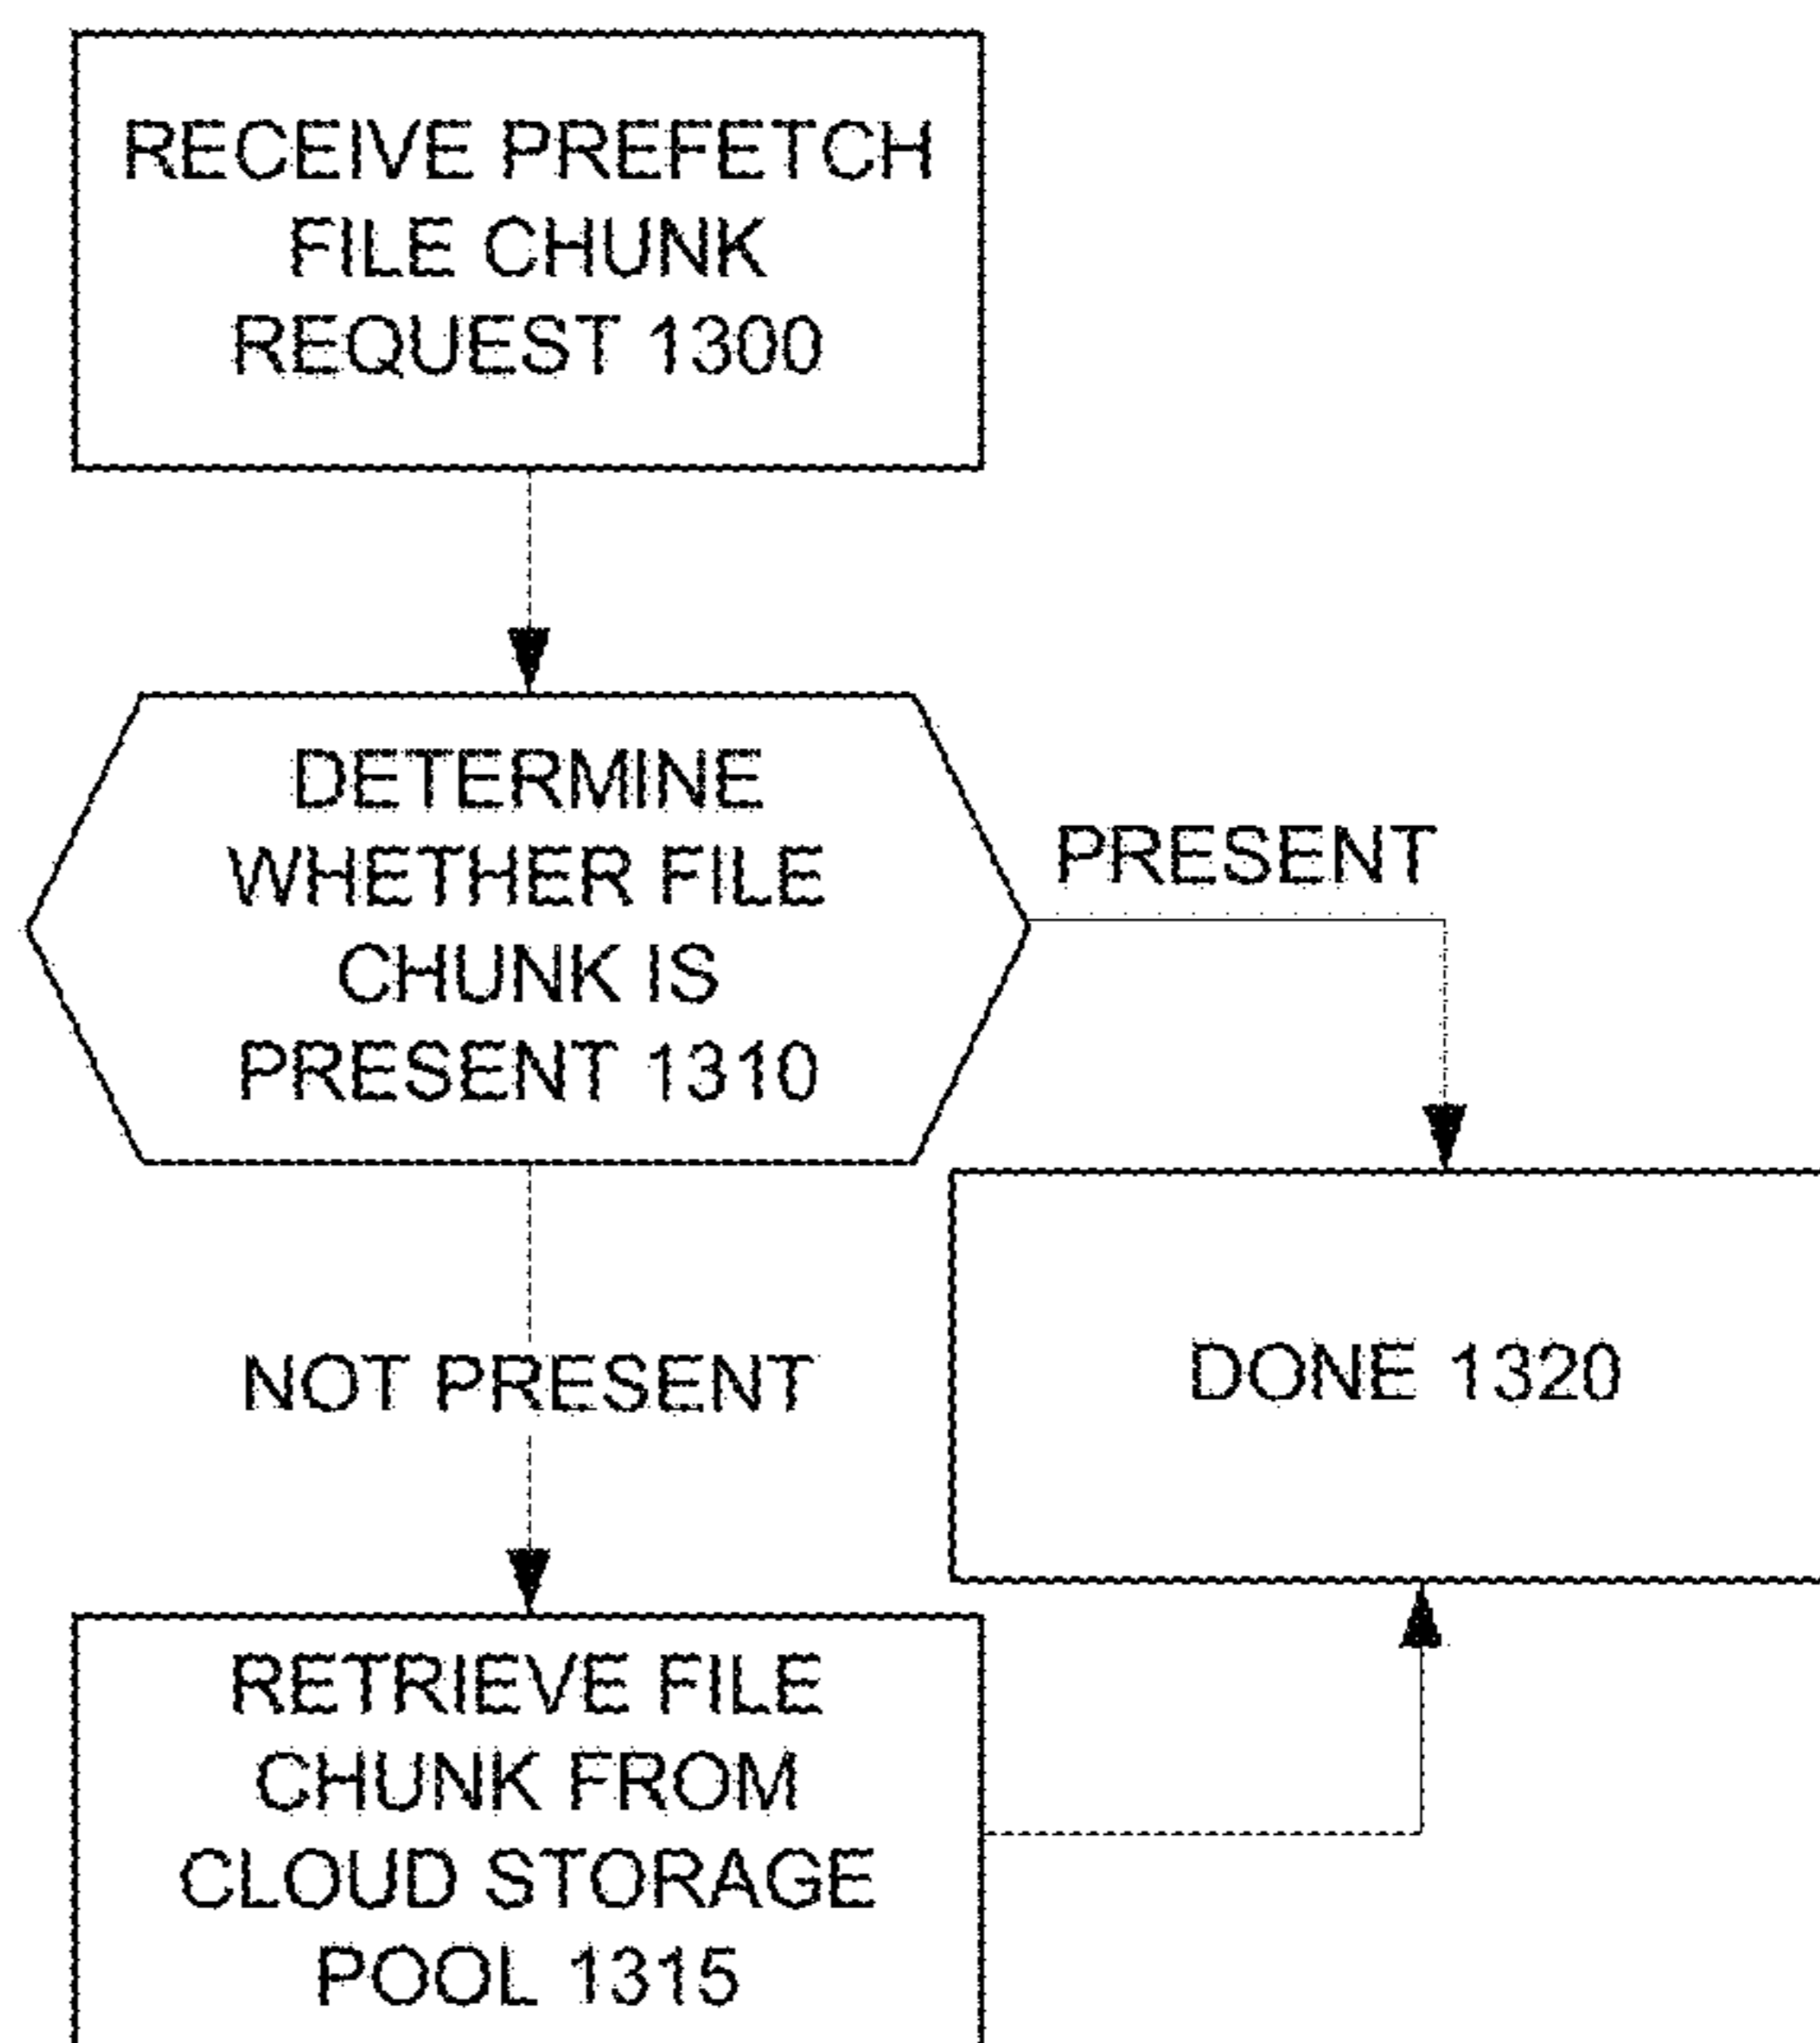 RECEIVE PREFETCH
FILE CHUNK
REQUEST 1300
DETERMINE
WHETHER FILE
CHUNK IS
PRESENT 1310
PRESENT
NOT PRESENT
DONE 1320
RETRIEVE FILE
CHUNK FROM
CLOUD STORAGE
POOL 1315